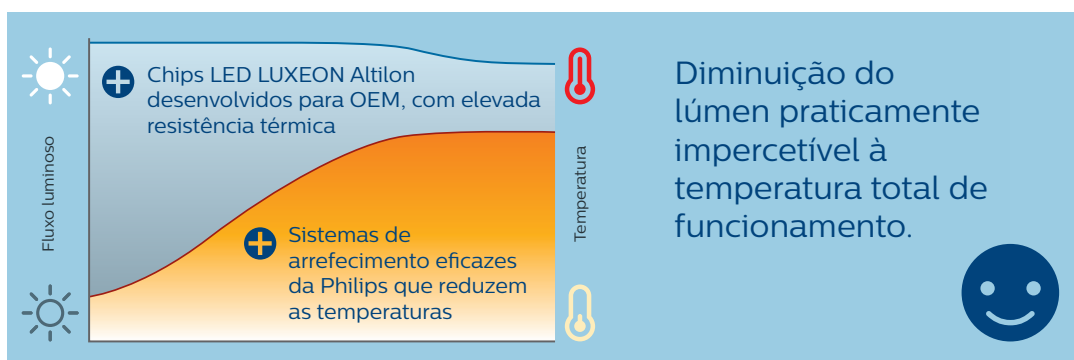 Fluxo luminoso
Chips LED LUXEON Altilon
desenvolvidos para OEM, com elevada
resistência térmica
Sistemas de
arrefecimento eficazes
da Philips que reduzem
as temperaturas
Temperatura
Diminuição do
lúmen praticamente
impercetível à
temperatura total de
funcionamento.